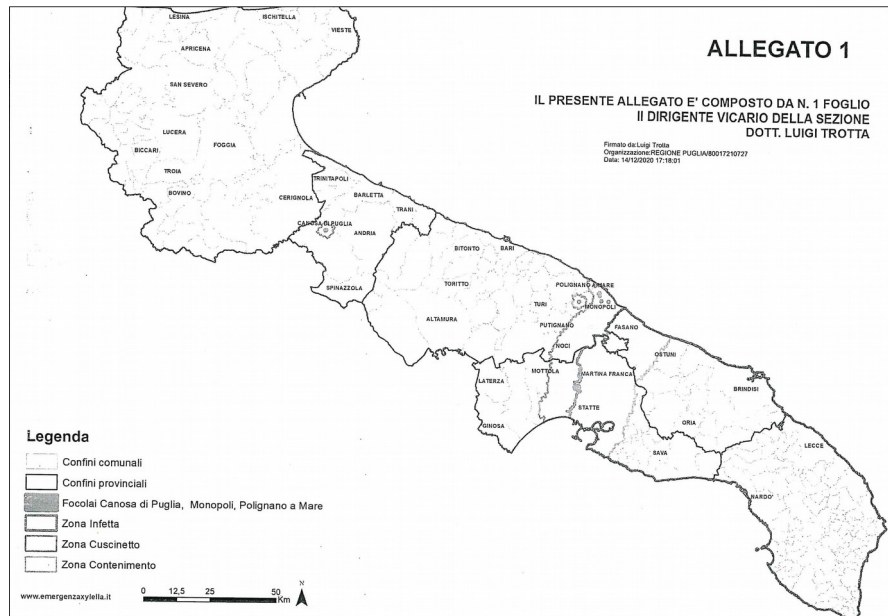 ALLEGATO 1
IL PRESENTE ALLEGATO E' COMPOSTO DA N. 1 FOGLIO
Il DIRIGENTE VICARIO DELLA SEZIONE
DOTT. LUIGI TROTTA
Firmato da:Luigi Trotta
Organizzazione:REGIONE PUGLIA/80017210727
Data: 14/12/2020 17:18:01
LESINA
ISCHITELLA
VIESTE
APRICENA
SAN SEVERO
LUCERA
BICCARI
FOGGIA
TROIA
BOVINO
CERIGNOLA
TRINITAPOLI
BARLETTA
TRANI
CANOSA DI PUGLIA
ANDRIA
SPINAZZOLA
BITONTO
BARI
TORITTO
ALTAMURA
TURI
POLIGNANO A MARE
MONOPOLI
PUTIGNANO
NOCI
FASANO
OSTUNI
LATERZA
MOTTOLA
MARTINA FRANCA
BRINDISI
GINOSA
STATTE
ORIA
SAVA
LECCE
NARDO'
Legenda
Confini comunali
Confini provinciali
Focolai Canosa di Puglia, Monopoli, Polignano a Mare
Zona Infetta
Zona Cuscinetto
Zona Contenimento
www.emergenzaxylella.it
0 12,5 25 50
Km
N